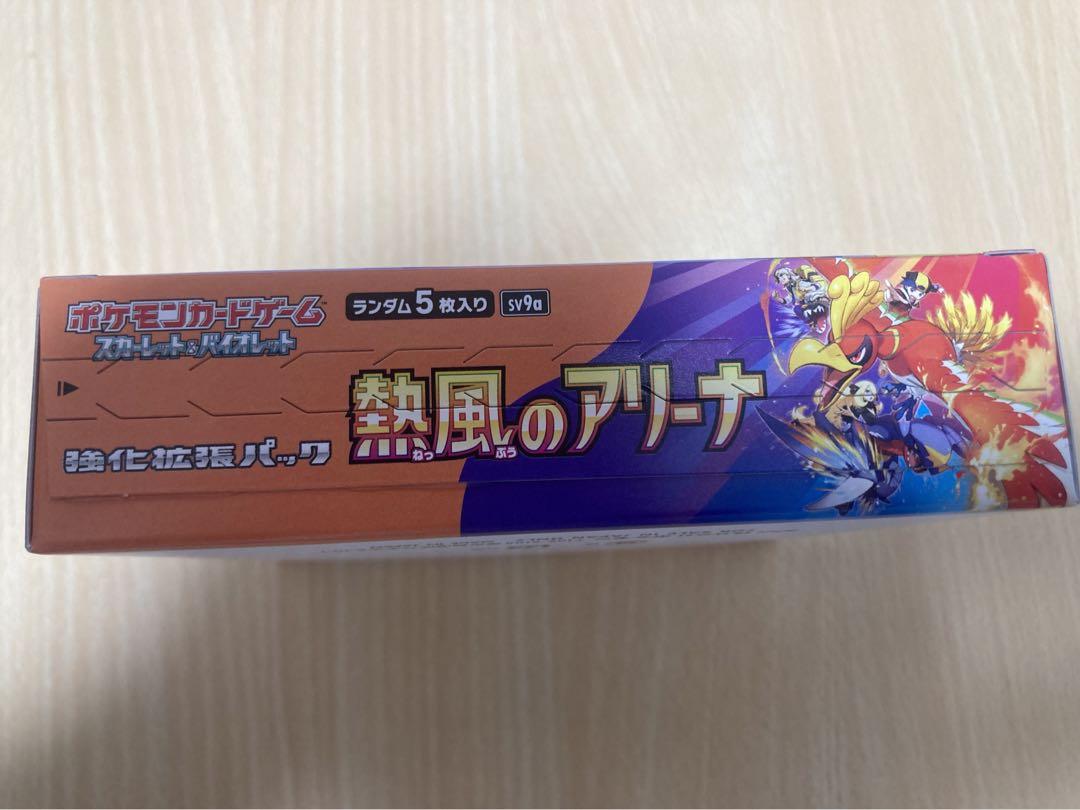 ポケモンカードゲーム™
スカーレット&バイオレット
ランダム5枚入り sv9a
強化拡張パック
熱風のアリーナ
ねっ ぷう